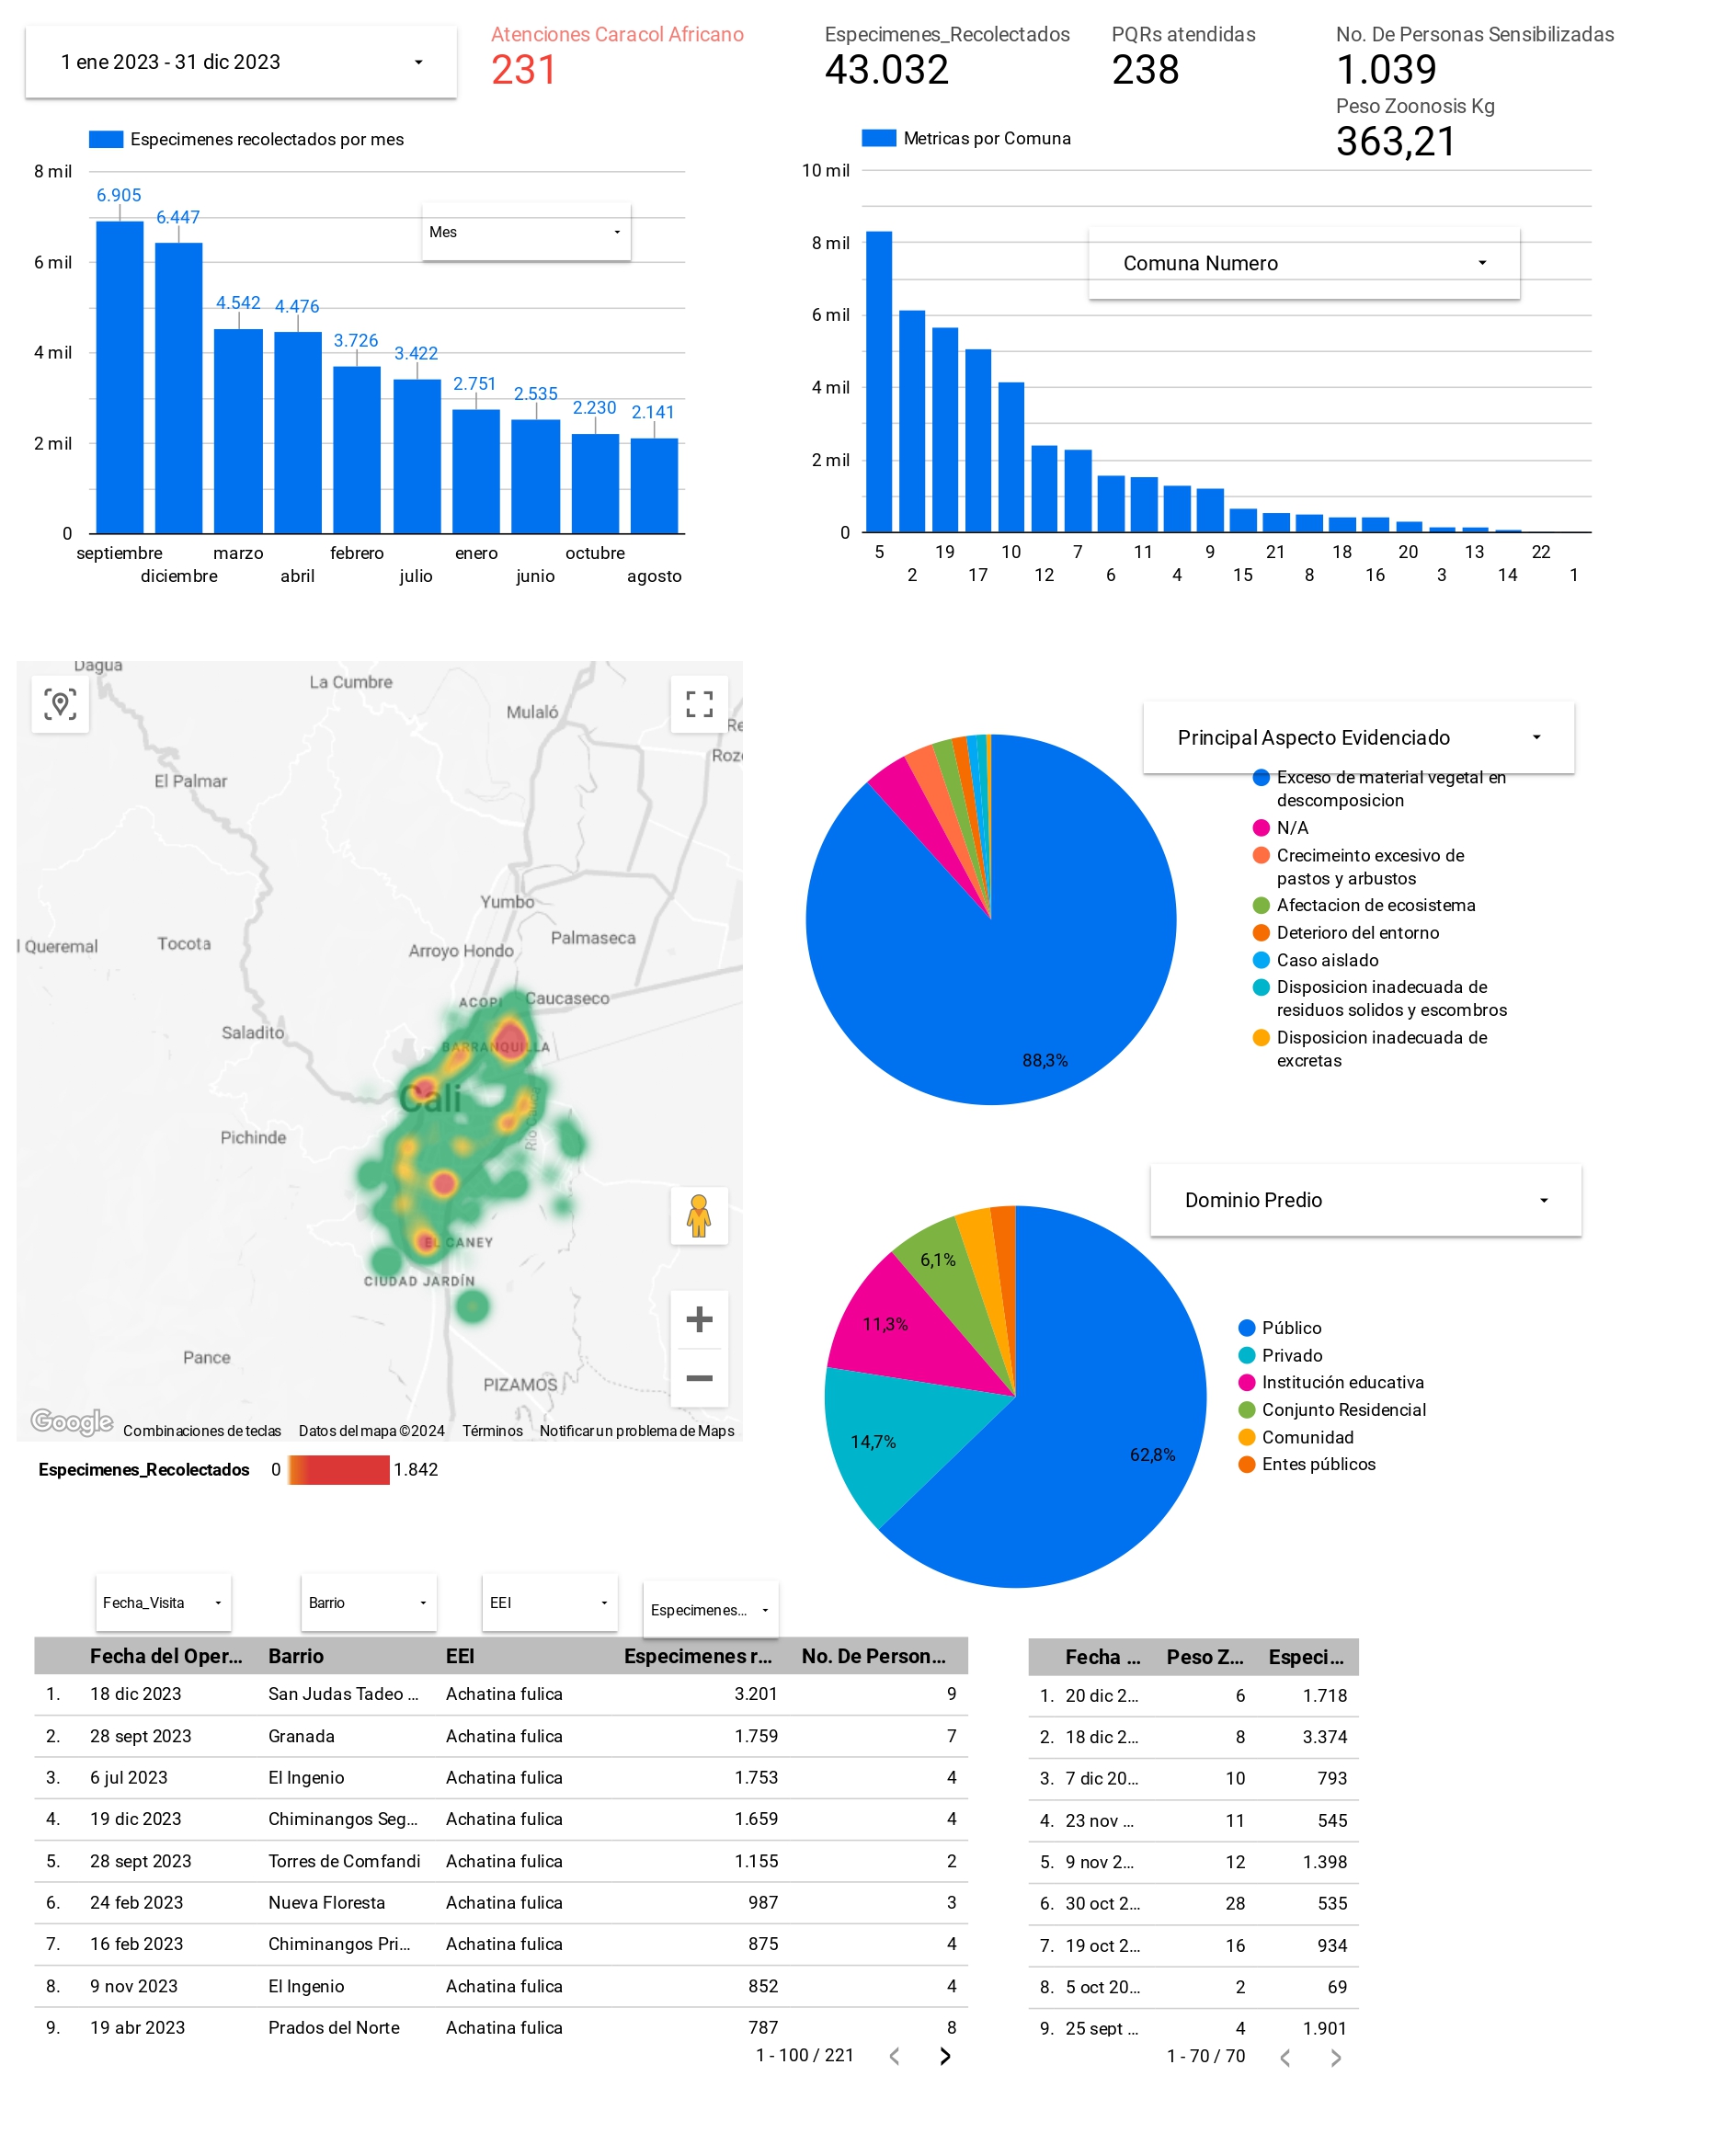 1 ene 2023 - 31 dic 2023
Atenciones Caracol Africano
231
Especimenes_Recolectados
43.032
PQRs atendidas
238
No. De Personas Sensibilizadas
1.039
Peso Zoonosis Kg
363,21
Especimenes recolectados por mes
Mes
8 mil
6 mil
4 mil
2 mil
0
6.905
6.447
4.542
4.476
3.726
3.422
2.751
2.535
2.230
2.141
septiembre
diciembre
marzo
abril
febrero
julio
enero
junio
octubre
agosto
Metricas por Comuna
Comuna Numero
10 mil
8 mil
6 mil
4 mil
2 mil
0
5
2
19
17
10
12
7
6
11
4
9
15
21
8
18
16
20
3
13
14
22
1
Dagua
La Cumbre
Mulaló
Re
Roz
El Palmar
Yumbo
l Queremal
Tocota
Arroyo Hondo
Palmaseca
ACOPI
Caucaseco
Saladito
BARRANQUILLA
Cali
Río Cauca
Pichinde
EL CANEY
CIUDAD JARDÍN
Pance
PIZAMOS
Google
Combinaciones de teclas
Datos del mapa ©2024
Términos
Notificar un problema de Maps
Especimenes_Recolectados
0
1.842
Principal Aspecto Evidenciado
Exceso de material vegetal en
descomposicion
N/A
Crecimeinto excesivo de
pastos y arbustos
Afectacion de ecosistema
Deterioro del entorno
Caso aislado
Disposicion inadecuada de
residuos solidos y escombros
Disposicion inadecuada de
excretas
88,3%
Dominio Predio
6,1%
11,3%
14,7%
62,8%
Público
Privado
Institución educativa
Conjunto Residencial
Comunidad
Entes públicos
Fecha_Visita
Barrio
EEI
Especimenes...
Fecha del Oper... Barrio EEI Especimenes r... No. De Person...
1. 18 dic 2023 San Judas Tadeo ... Achatina fulica 3.201 9
2. 28 sept 2023 Granada Achatina fulica 1.759 7
3. 6 jul 2023 El Ingenio Achatina fulica 1.753 4
4. 19 dic 2023 Chiminangos Seg... Achatina fulica 1.659 4
5. 28 sept 2023 Torres de Comfandi Achatina fulica 1.155 2
6. 24 feb 2023 Nueva Floresta Achatina fulica 987 3
7. 16 feb 2023 Chiminangos Pri... Achatina fulica 875 4
8. 9 nov 2023 El Ingenio Achatina fulica 852 4
9. 19 abr 2023 Prados del Norte Achatina fulica 787 8
1 - 100 / 221
Fecha ... Peso Z... Especi...
1. 20 dic 2... 6 1.718
2. 18 dic 2... 8 3.374
3. 7 dic 20... 10 793
4. 23 nov ... 11 545
5. 9 nov 2... 12 1.398
6. 30 oct 2... 28 535
7. 19 oct 2... 16 934
8. 5 oct 20... 2 69
9. 25 sept ... 4 1.901
1 - 70 / 70